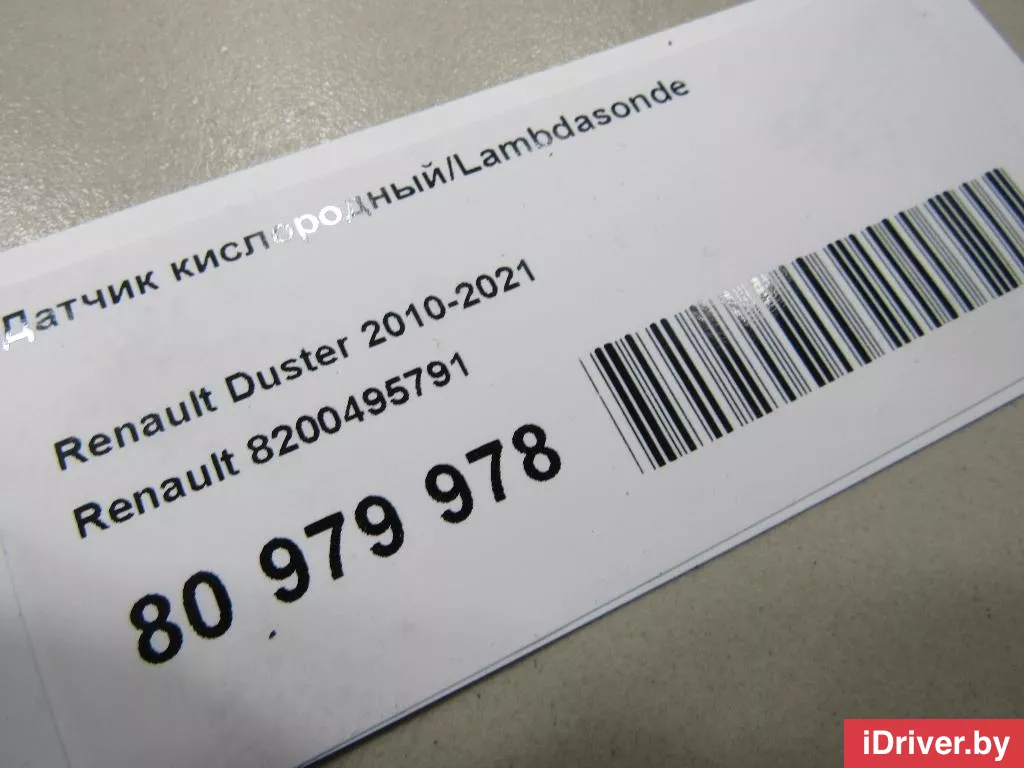 Датчик кислородный/Lambdasonde
Renault Duster 2010-2021
Renault 8200495791
80 979 978
iDriver.by